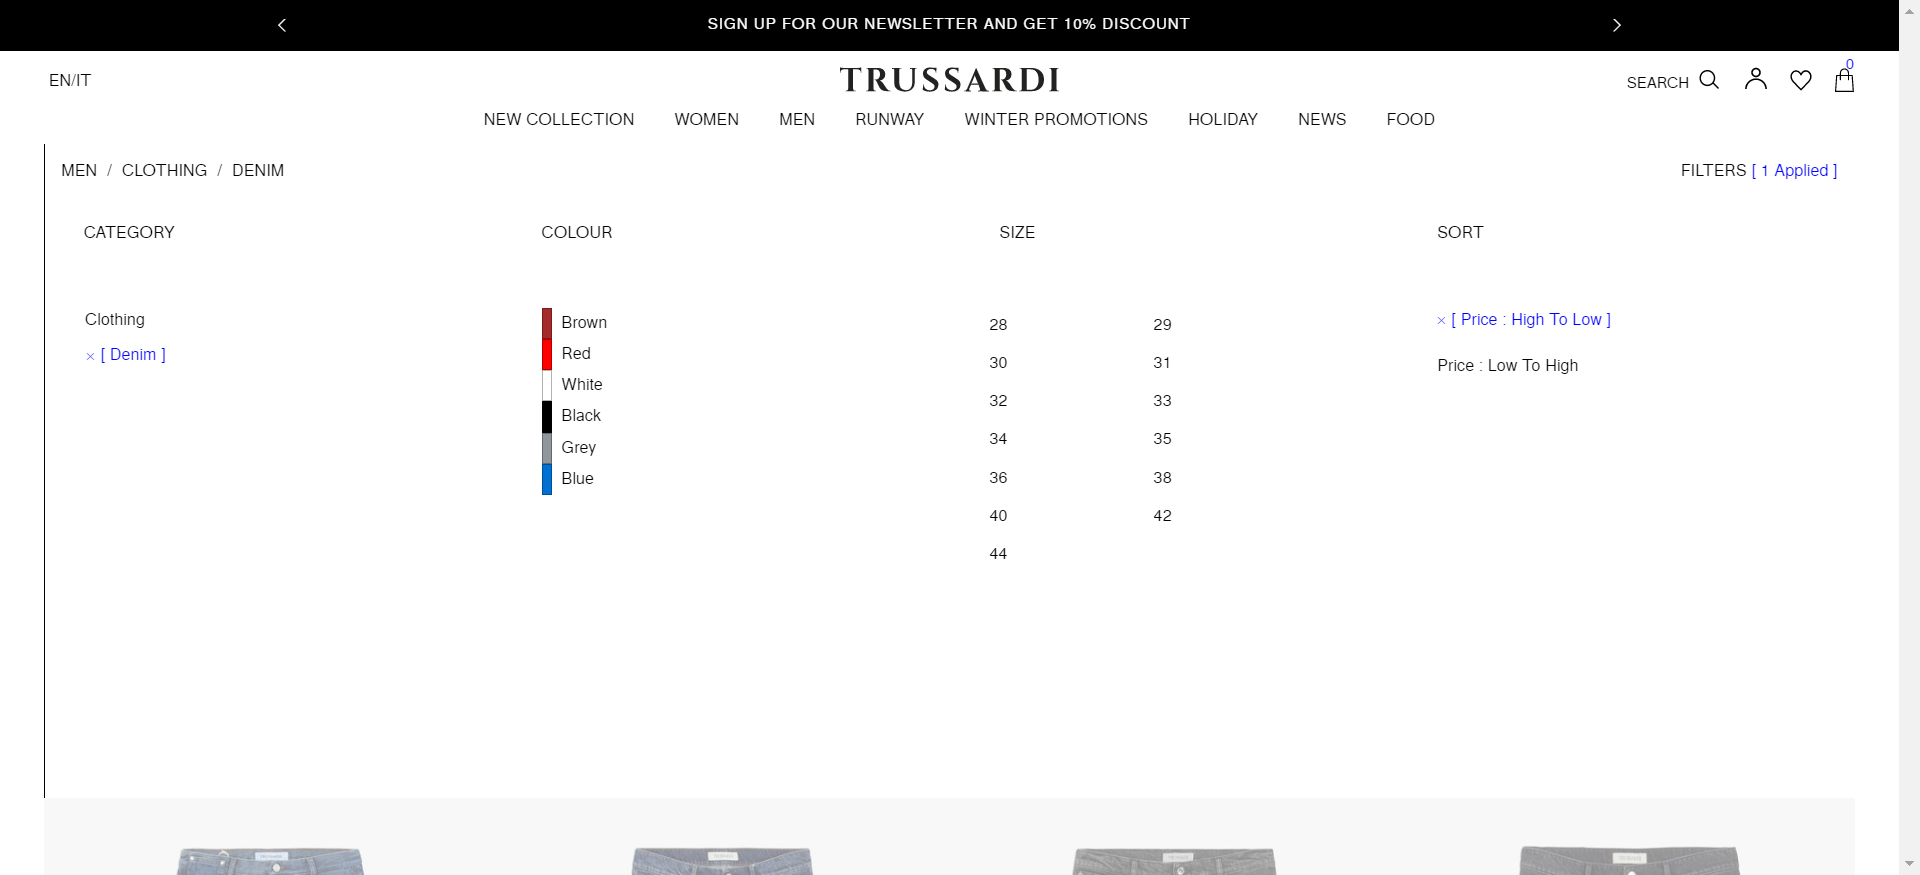 SIGN UP FOR OUR NEWSLETTER AND GET 10% DISCOUNT
EN/IT
TRUSSARDI
SEARCH
0
NEW COLLECTION WOMEN MEN RUNWAY WINTER PROMOTIONS HOLIDAY NEWS FOOD
MEN / CLOTHING / DENIM
FILTERS [ 1 Applied ]
CATEGORY
Clothing
× [ Denim ]
COLOUR
Brown
Red
White
Black
Grey
Blue
SIZE
28 29
30 31
32 33
34 35
36 38
40 42
44
SORT
× [ Price : High To Low ]
Price : Low To High